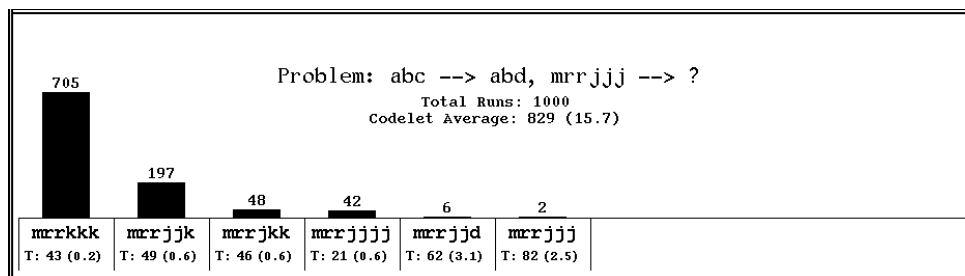 Problem: abc --> abd, mrrjjj --> ?
Total Runs: 1000
Codelet Average: 829 (15.7)
705
197
48
42
6
2
mrrkkk
mrrjjk
mrrjkk
mrrjjjj
mrrjjd
mrrjjj
T: 43 (0.2)
T: 49 (0.6)
T: 46 (0.6)
T: 21 (0.6)
T: 62 (3.1)
T: 82 (2.5)